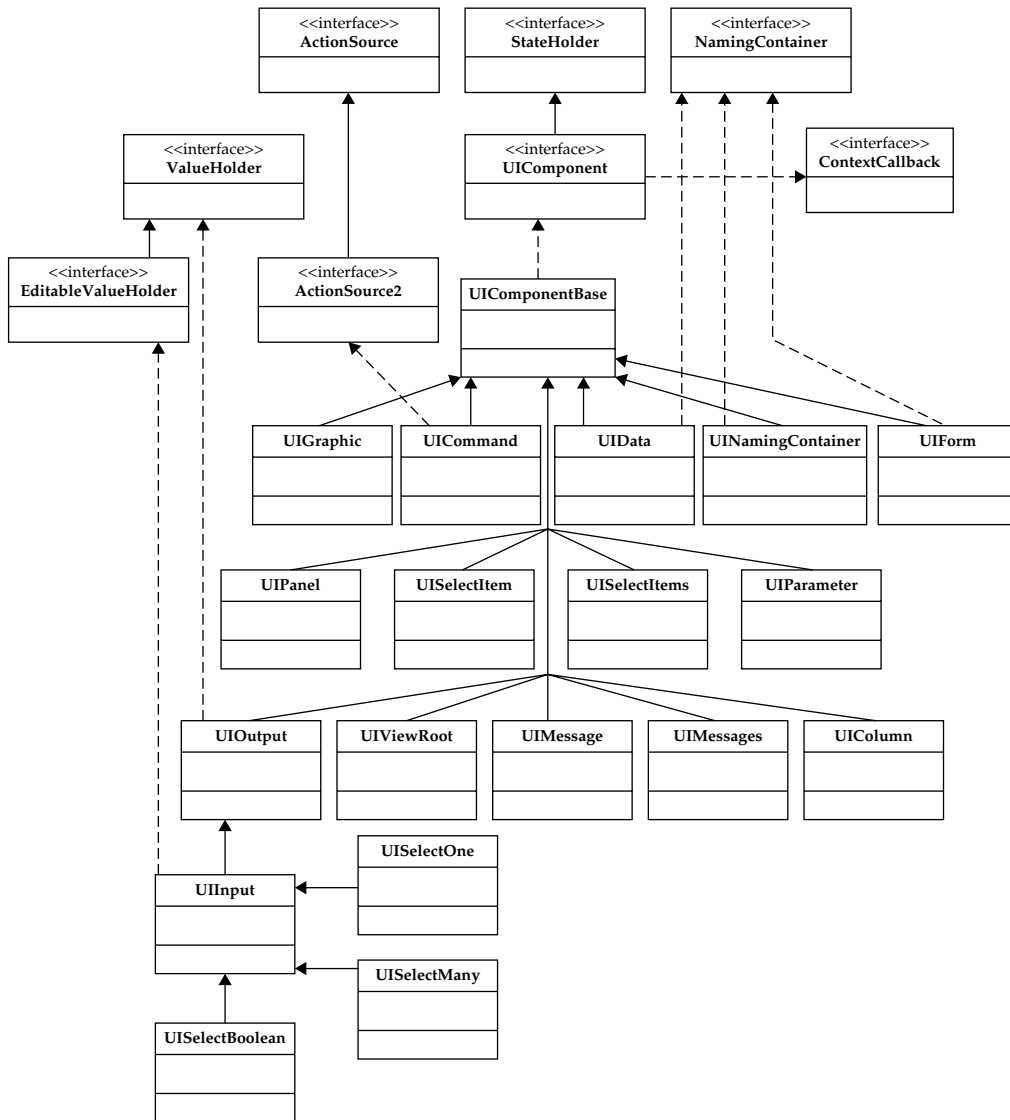 <<interface>>
ActionSource
<<interface>>
StateHolder
<<interface>>
NamingContainer
<<interface>>
ValueHolder
<<interface>>
UIComponent
<<interface>>
ContextCallback
<<interface>>
EditableValueHolder
<<interface>>
ActionSource2
UIComponentBase
UIGraphic
UICommand
UIData
UINamingContainer
UIForm
UIPanel
UISelectItem
UISelectItems
UIParameter
UIOutput
UIViewRoot
UIMessage
UIMessages
UIColumn
UISelectOne
UIInput
UISelectMany
UISelectBoolean